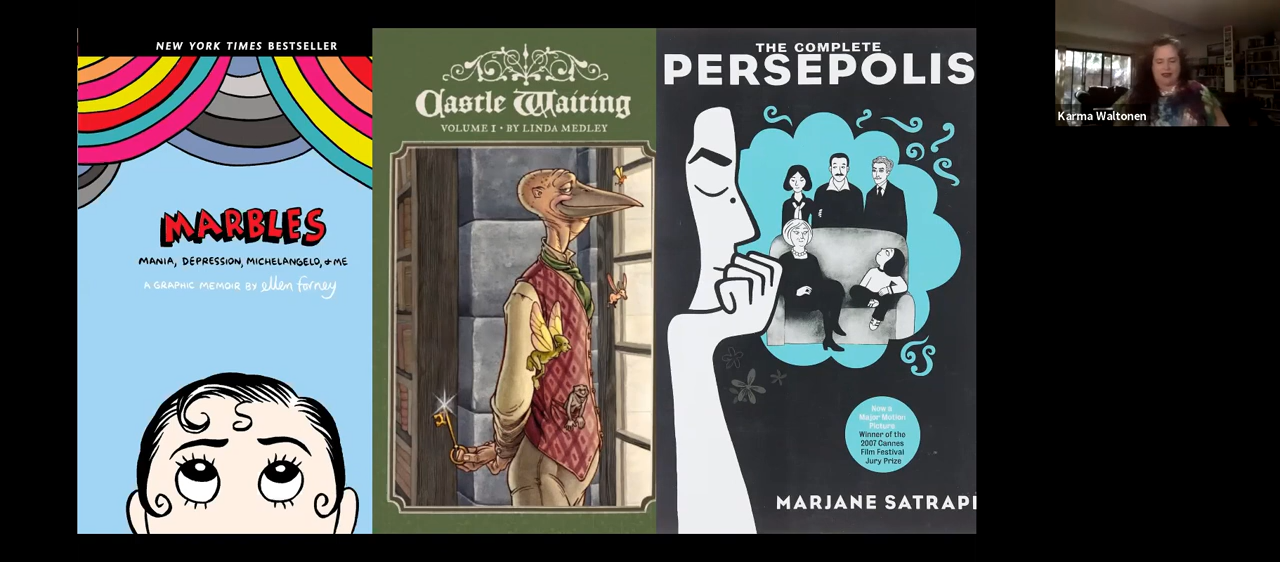 NEW YORK TIMES BESTSELLER
MARBLES
MANIA, DEPRESSION, MICHELANGELO, + ME
A GRAPHIC MEMOIR BY ellen forney
Castle Waiting
VOLUME I • BY LINDA MEDLEY
THE COMPLETE
PERSEPOLIS
Now a
Major Motion
Picture
Winner of the
2007 Cannes
Film Festival
Jury Prize
MARJANE SATRAPI
Karma Waltonen